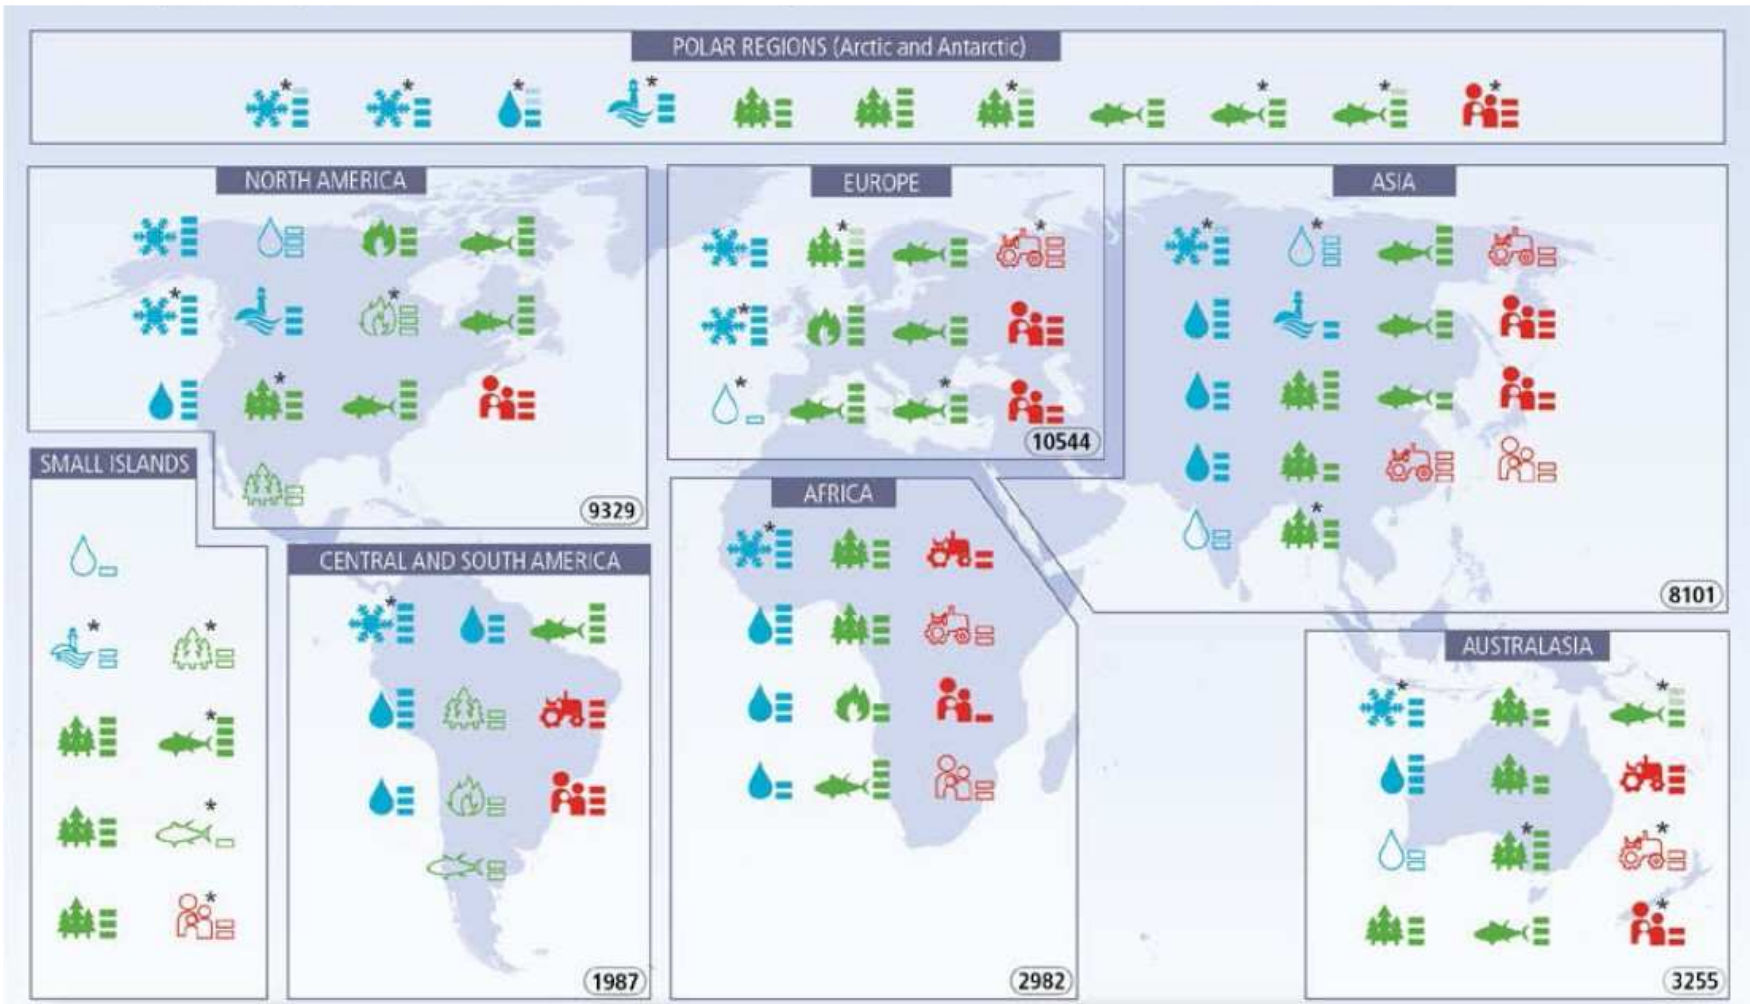 POLAR REGIONS (Arctic and Antarctic)
* * * * * * * *
NORTH AMERICA
*
*
*
9329
EUROPE
* *
*
* *
10544
ASIA
* *
*
8101
SMALL ISLANDS
* *
*
*
*
CENTRAL AND SOUTH AMERICA
*
1987
AFRICA
*
2982
AUSTRALASIA
* *
* *
*
3255